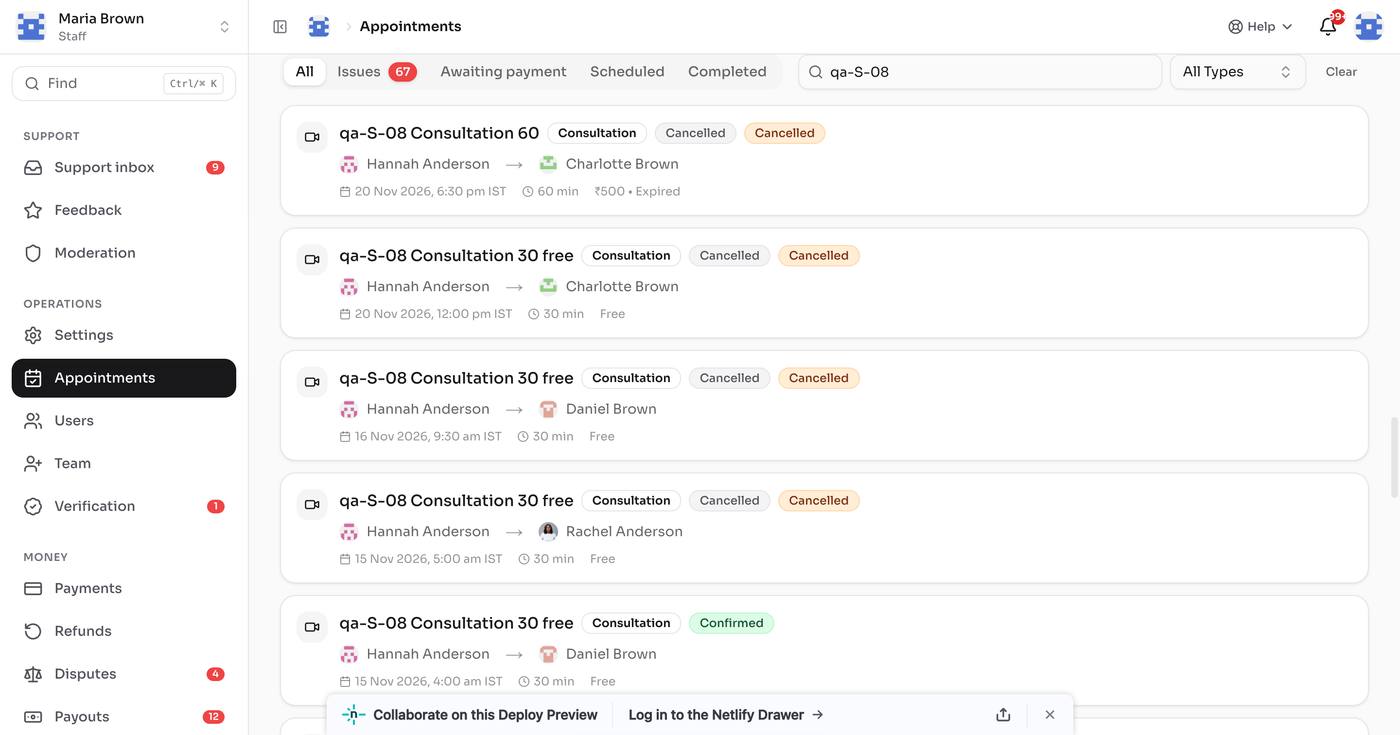 Maria Brown
Staff
Appointments
Help
99+
Find
Ctrl/⌘ K
All
Issues 67
Awaiting payment
Scheduled
Completed
qa-S-08
All Types
Clear
SUPPORT
Support inbox 9
Feedback
Moderation
OPERATIONS
Settings
Appointments
Users
Team
Verification 1
MONEY
Payments
Refunds
Disputes 4
Payouts 12
qa-S-08 Consultation 60 Consultation Cancelled Cancelled
Hannah Anderson → Charlotte Brown
20 Nov 2026, 6:30 pm IST 60 min ₹500 • Expired
qa-S-08 Consultation 30 free Consultation Cancelled Cancelled
Hannah Anderson → Charlotte Brown
20 Nov 2026, 12:00 pm IST 30 min Free
qa-S-08 Consultation 30 free Consultation Cancelled Cancelled
Hannah Anderson → Daniel Brown
16 Nov 2026, 9:30 am IST 30 min Free
qa-S-08 Consultation 30 free Consultation Cancelled Cancelled
Hannah Anderson → Rachel Anderson
15 Nov 2026, 5:00 am IST 30 min Free
qa-S-08 Consultation 30 free Consultation Confirmed
Hannah Anderson → Daniel Brown
15 Nov 2026, 4:00 am IST 30 min Free
n Collaborate on this Deploy Preview Log in to the Netlify Drawer →